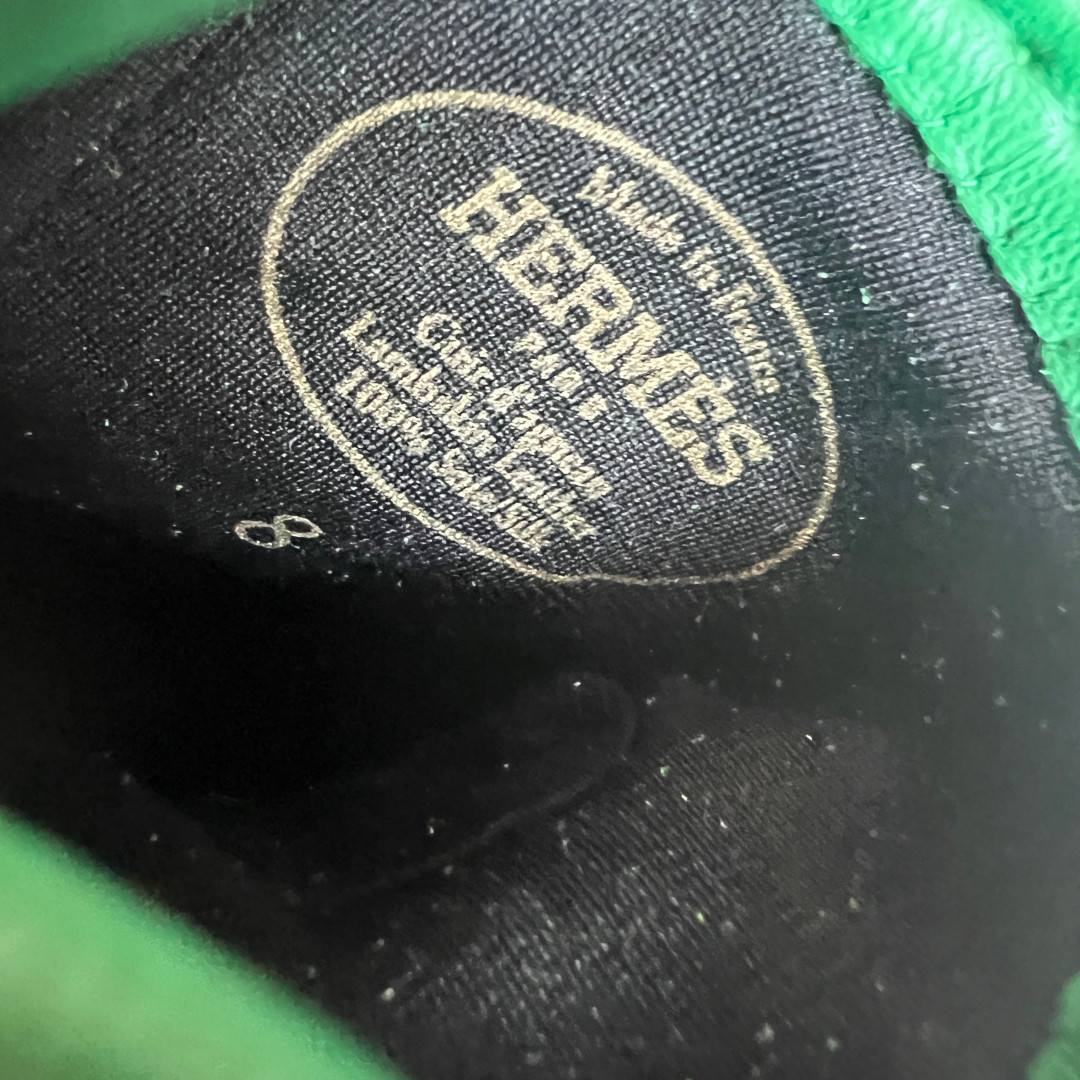 Made in France
HERMÈS
PARIS
Cuir d'agneau
Lambskin Leather
100% Soie/Silk
8